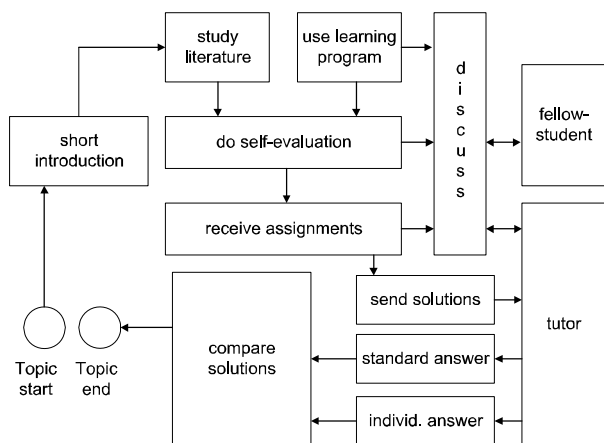 study
literature
use learning
program
d
i
s
c
u
s
s
fellow-
student
short
introduction
do self-evaluation
receive assignments
send solutions
tutor
standard answer
compare
solutions
individ. answer
Topic
start
Topic
end